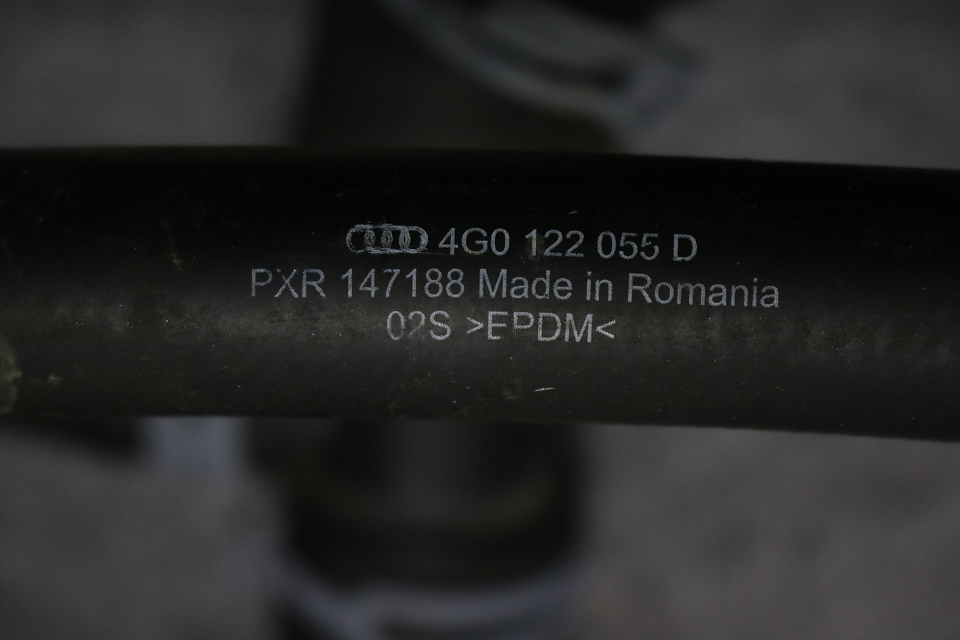 4G0 122 055 D
PXR 147188 Made in Romania
02S >EPDM<